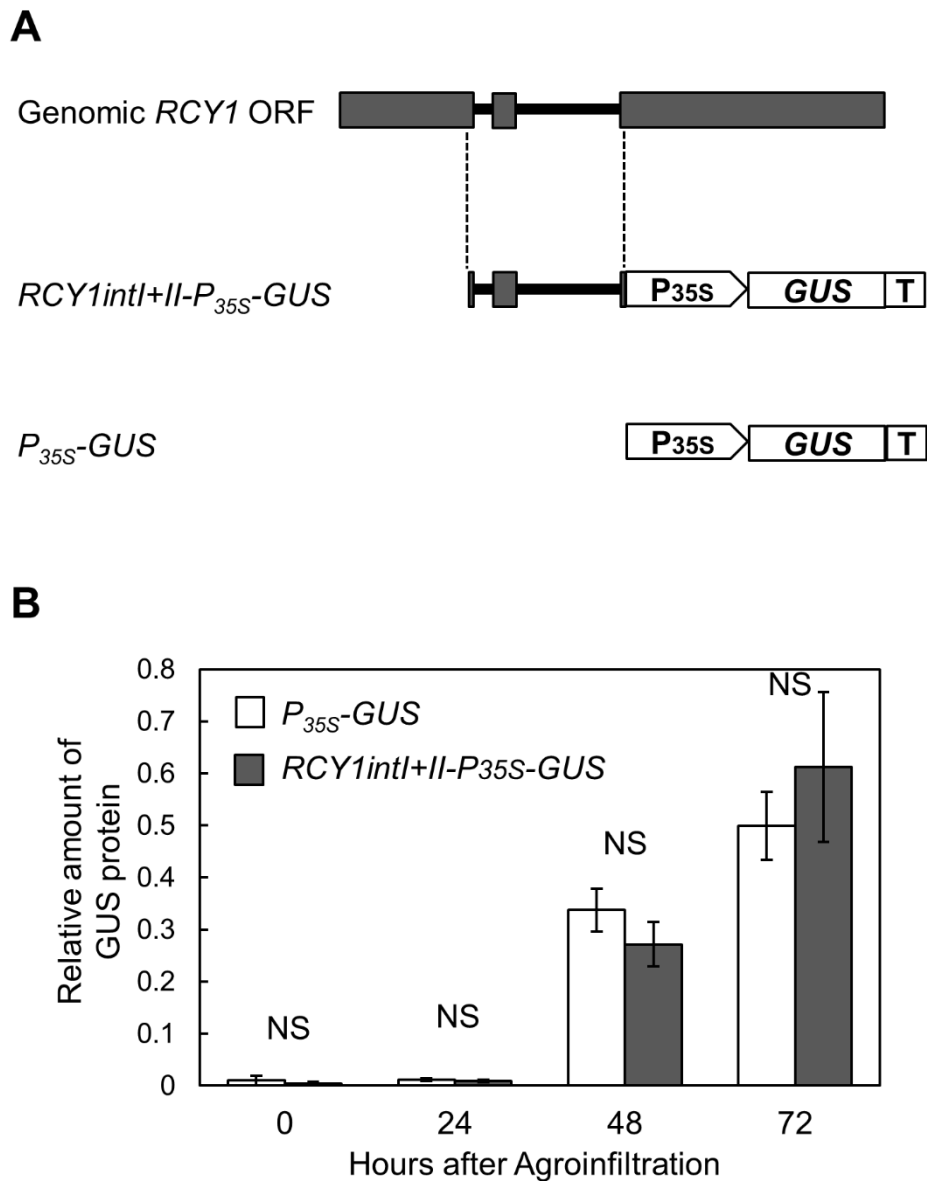 A
Genomic RCY1 ORF
RCY1intI+II-P35S-GUS
P35S
GUS
T
P35S-GUS
P35S
GUS
T
B
0.8
0.7
0.6
0.5
0.4
0.3
0.2
0.1
0
Relative amount of
GUS protein
P35S-GUS
RCY1intI+II-P35S-GUS
NS
NS
NS
NS
0
24
48
72
Hours after Agroinfiltration